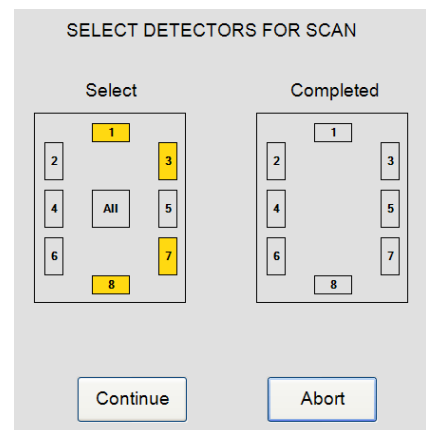 SELECT DETECTORS FOR SCAN
Select Completed
1 1
2 3 2 3
4 All 5 4 5
6 7 6 7
8 8
Continue Abort